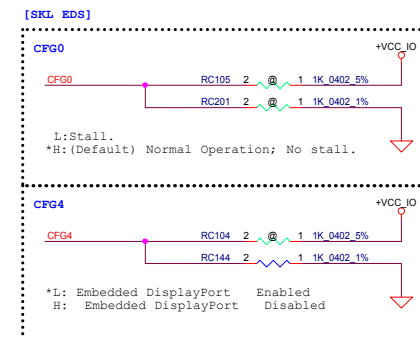 [SKL EDS]
CFG0
+VCC_IO
CFG0 RC105 2 @ 1 1K_0402_5%
RC201 2 @ 1 1K_0402_1%
L:Stall.
*H:(Default) Normal Operation; No stall.
CFG4
+VCC_IO
CFG4 RC104 2 @ 1 1K_0402_5%
RC144 2 1 1K_0402_1%
*L: Embedded DisplayPort Enabled
H: Embedded DisplayPort Disabled